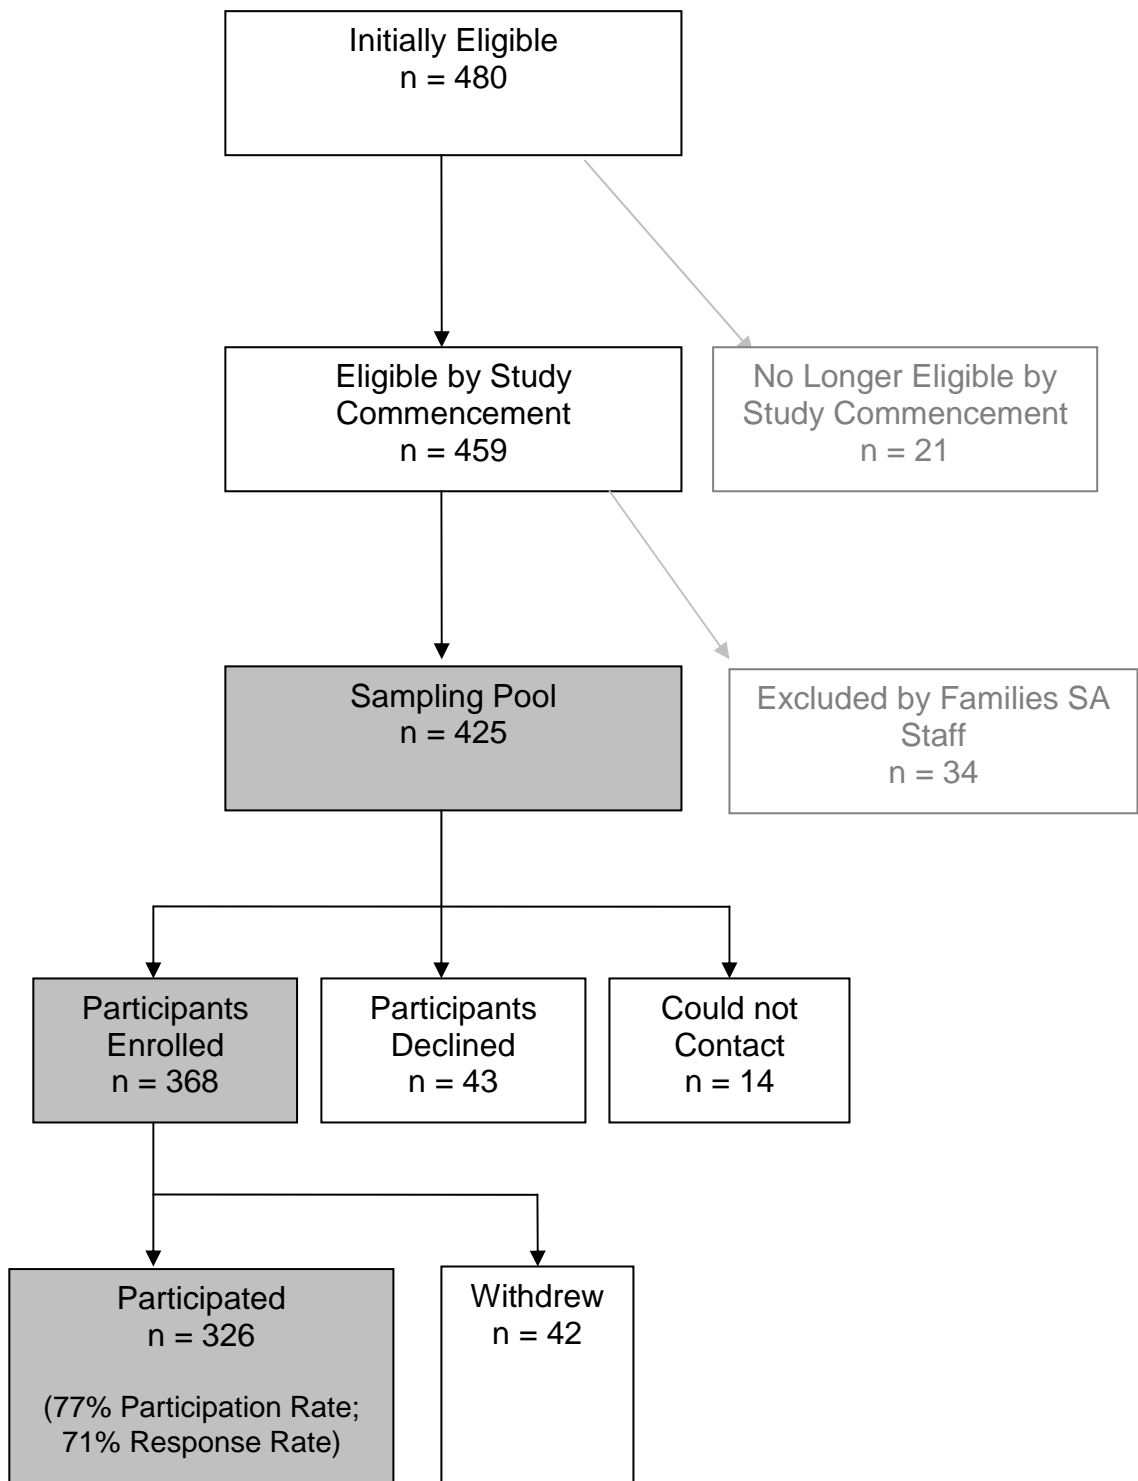 Initially Eligible
n = 480
Eligible by Study
Commencement
n = 459
No Longer Eligible by
Study Commencement
n = 21
Sampling Pool
n = 425
Excluded by Families SA
Staff
n = 34
Participants
Enrolled
n = 368
Participants
Declined
n = 43
Could not
Contact
n = 14
Participated
n = 326
(77% Participation Rate;
71% Response Rate)
Withdrew
n = 42